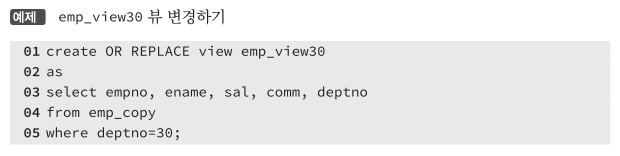 예제 emp_view30 뷰 변경하기
01 create OR REPLACE view emp_view30
02 as
03 select empno, ename, sal, comm, deptno
04 from emp_copy
05 where deptno=30;